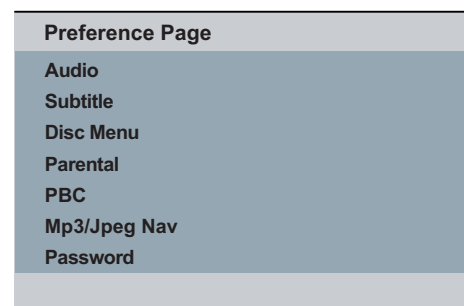 Preference Page
Audio
Subtitle
Disc Menu
Parental
PBC
Mp3/Jpeg Nav
Password